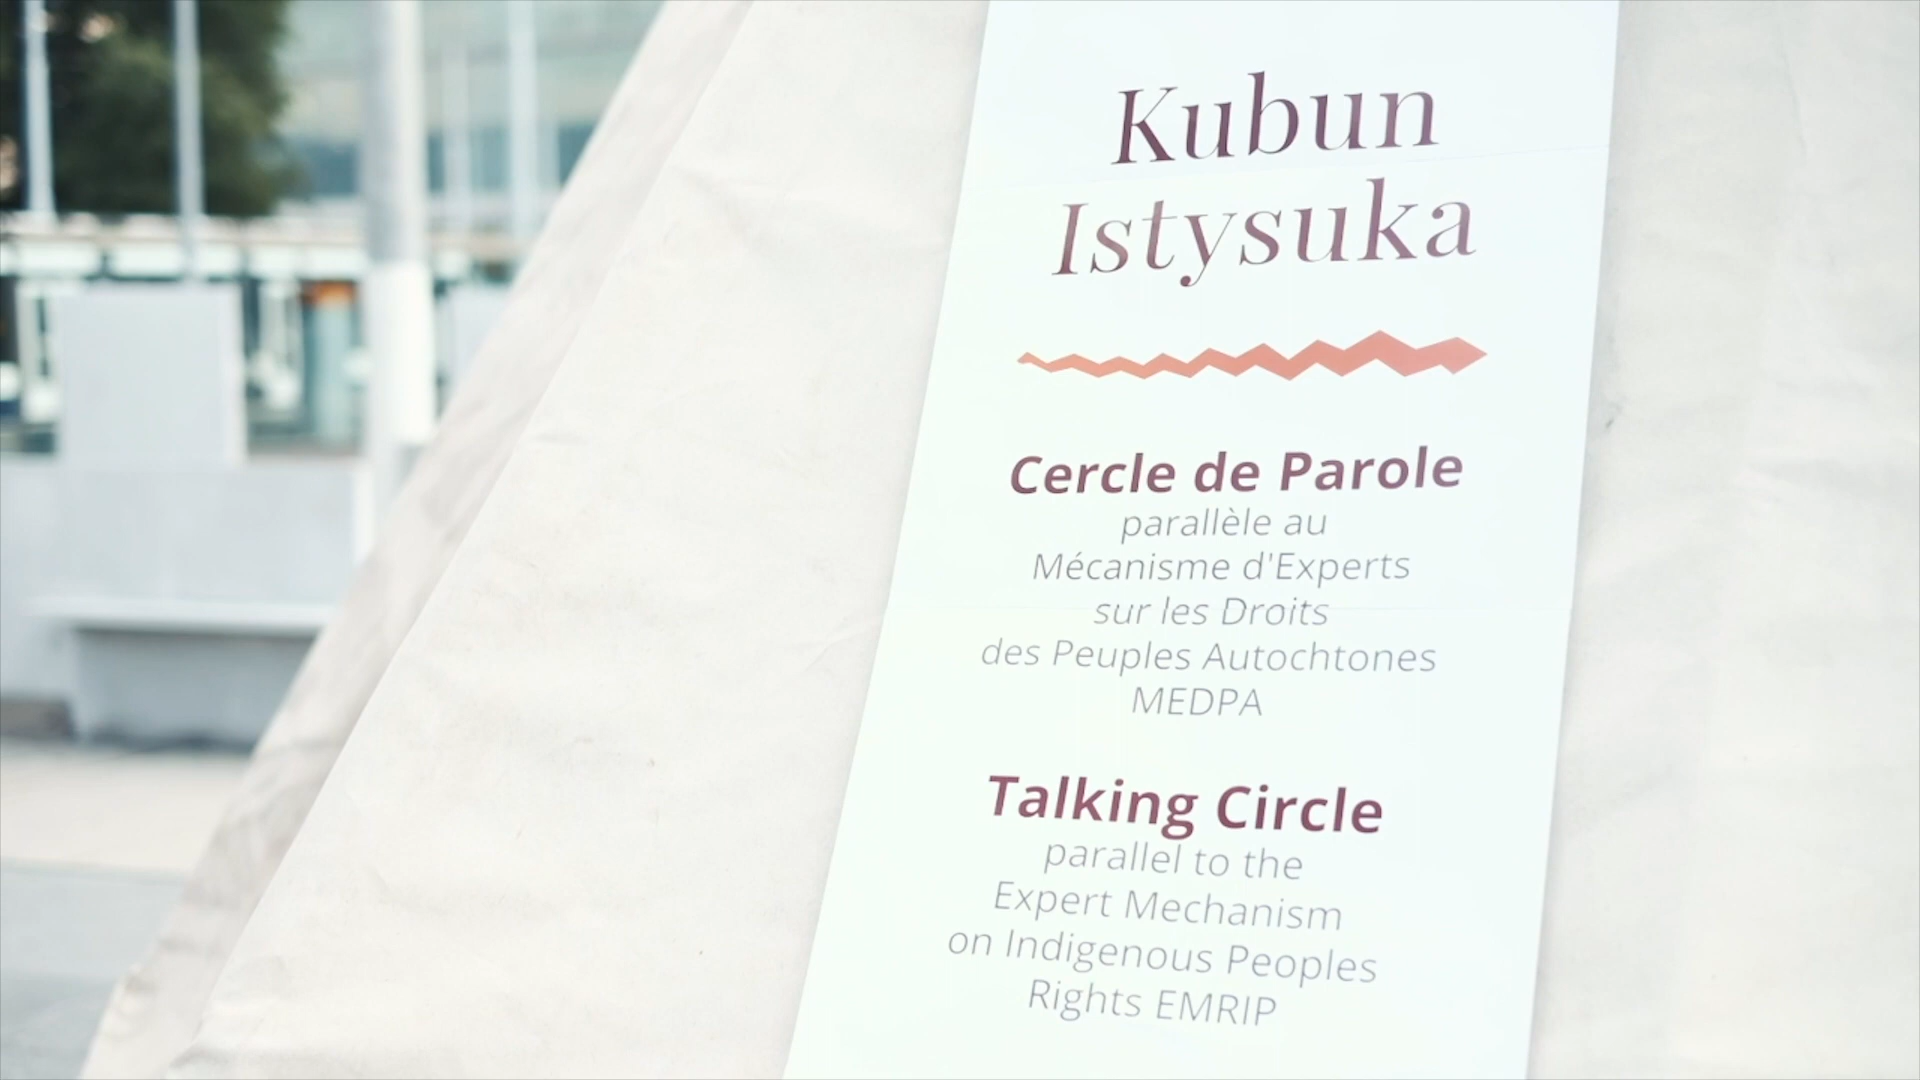 Kubun
Istysuka
Cercle de Parole
parallèle au
Mécanisme d'Experts
sur les Droits
des Peuples Autochtones
MEDPA
Talking Circle
parallel to the
Expert Mechanism
on Indigenous Peoples
Rights EMRIP